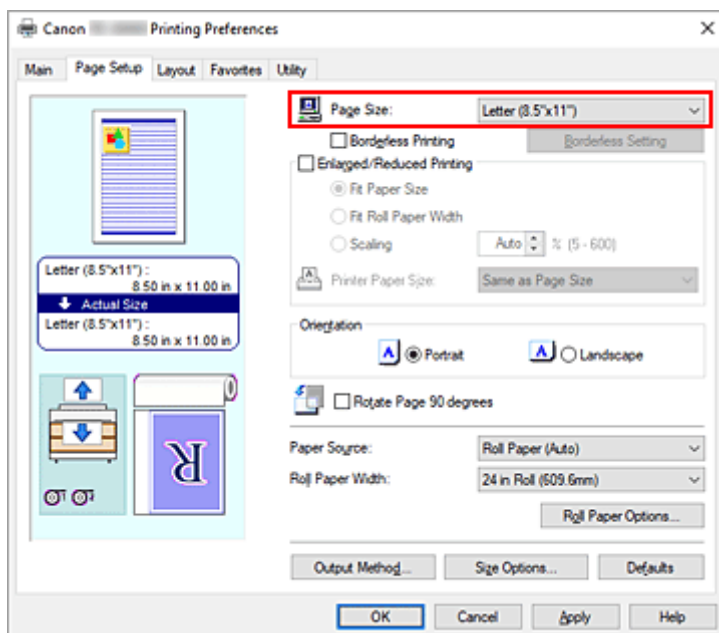 Canon Printing Preferences
Main Page Setup Layout Favorites Utility
Page Size: Letter (8.5"x11")
Borderless Printing Borderless Setting
Enlarged/Reduced Printing
Fit Paper Size
Fit Roll Paper Width
Scaling Auto % (5 - 600)
Printer Paper Size: Same as Page Size
Letter (8.5"x11") :
8.50 in x 11.00 in
Actual Size
Letter (8.5"x11") :
8.50 in x 11.00 in
Orientation
A Portrait A Landscape
Rotate Page 90 degrees
R
Paper Source: Roll Paper (Auto)
Roll Paper Width: 24 in Roll (609.6mm)
Roll Paper Options...
Output Method... Size Options... Defaults
OK Cancel Apply Help